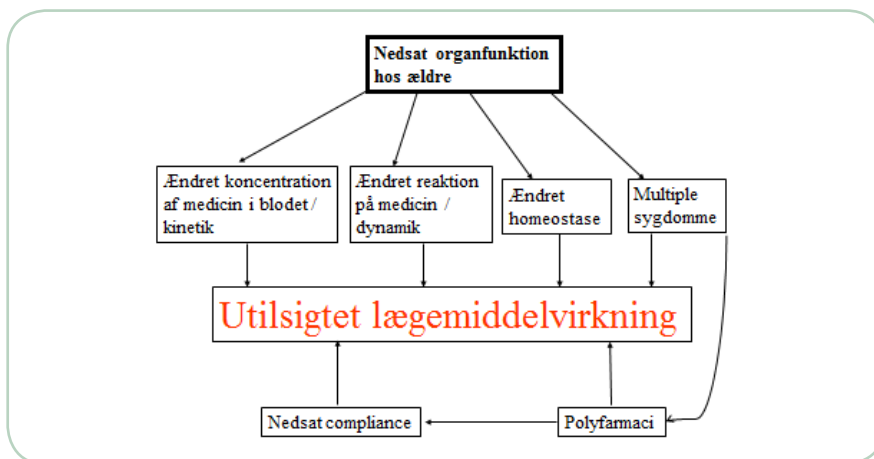 Nedsat organfunktion
hos ældre
Ændret koncentration
af medicin i blodet /
kinetik
Ændret reaktion
på medicin /
dynamik
Ændret
homeostase
Multiple
sygdomme
Utilsigtet lægemiddelvirkning
Nedsat compliance
Polyfarmaci